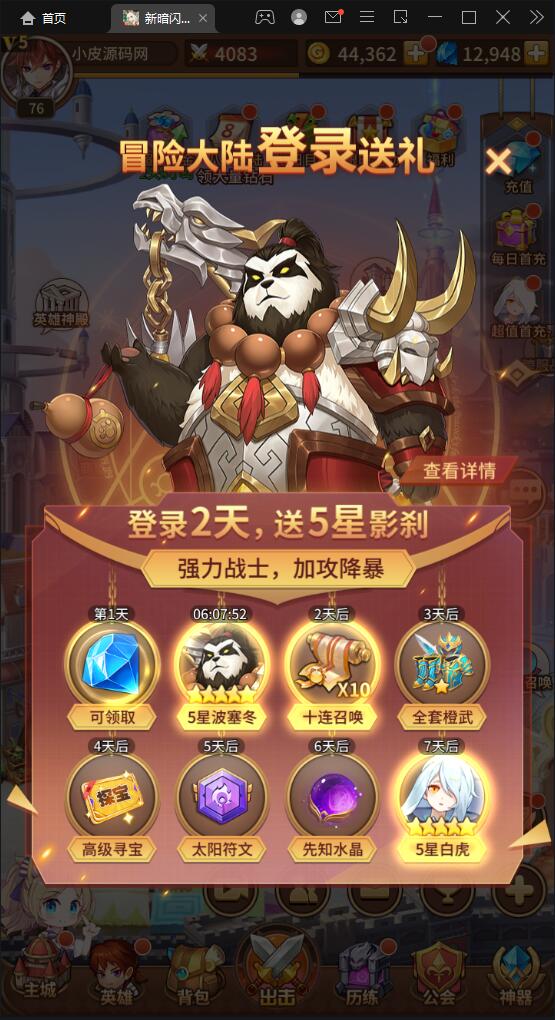 首页
新暗闪...
V5
小皮源码网
4083
44,362
12,948
76
8
冒险大陆登录送礼
福利
领大量钻石
充值
每日首充
英雄神殿
超值首充
查看详情
登录2天，送5星影刹
强力战士，加攻降暴
第1天
06:07:52
2天后
3天后
X10
可领取
5星波塞冬
十连召唤
全套橙武
召唤
4天后
5天后
6天后
7天后
探宝
高级寻宝
太阳符文
先知水晶
5星白虎
主城
英雄
背包
出击
历练
公会
神器